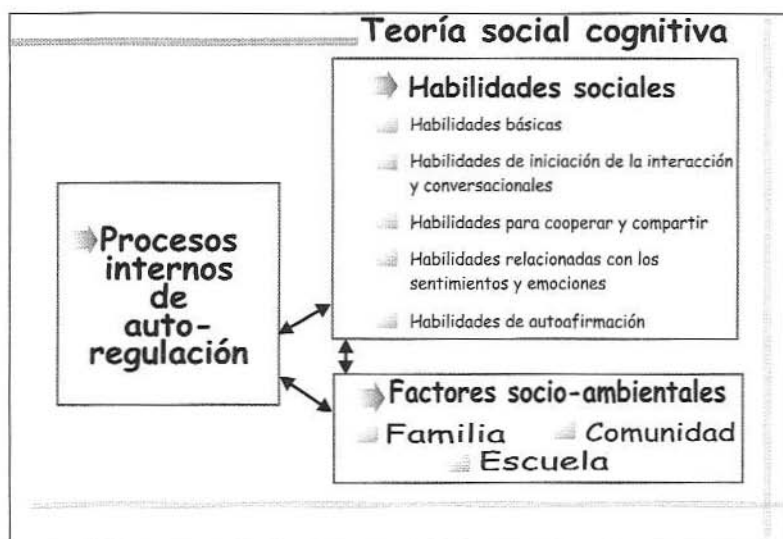 Teoría social cognitiva
Habilidades sociales
Habilidades básicas
Habilidades de iniciación de la interacción
y conversacionales
Habilidades para cooperar y compartir
Habilidades relacionadas con los
sentimientos y emociones
Habilidades de autoafirmación
Procesos
internos
de
auto-
regulación
Factores socio-ambientales
Familia Comunidad
Escuela